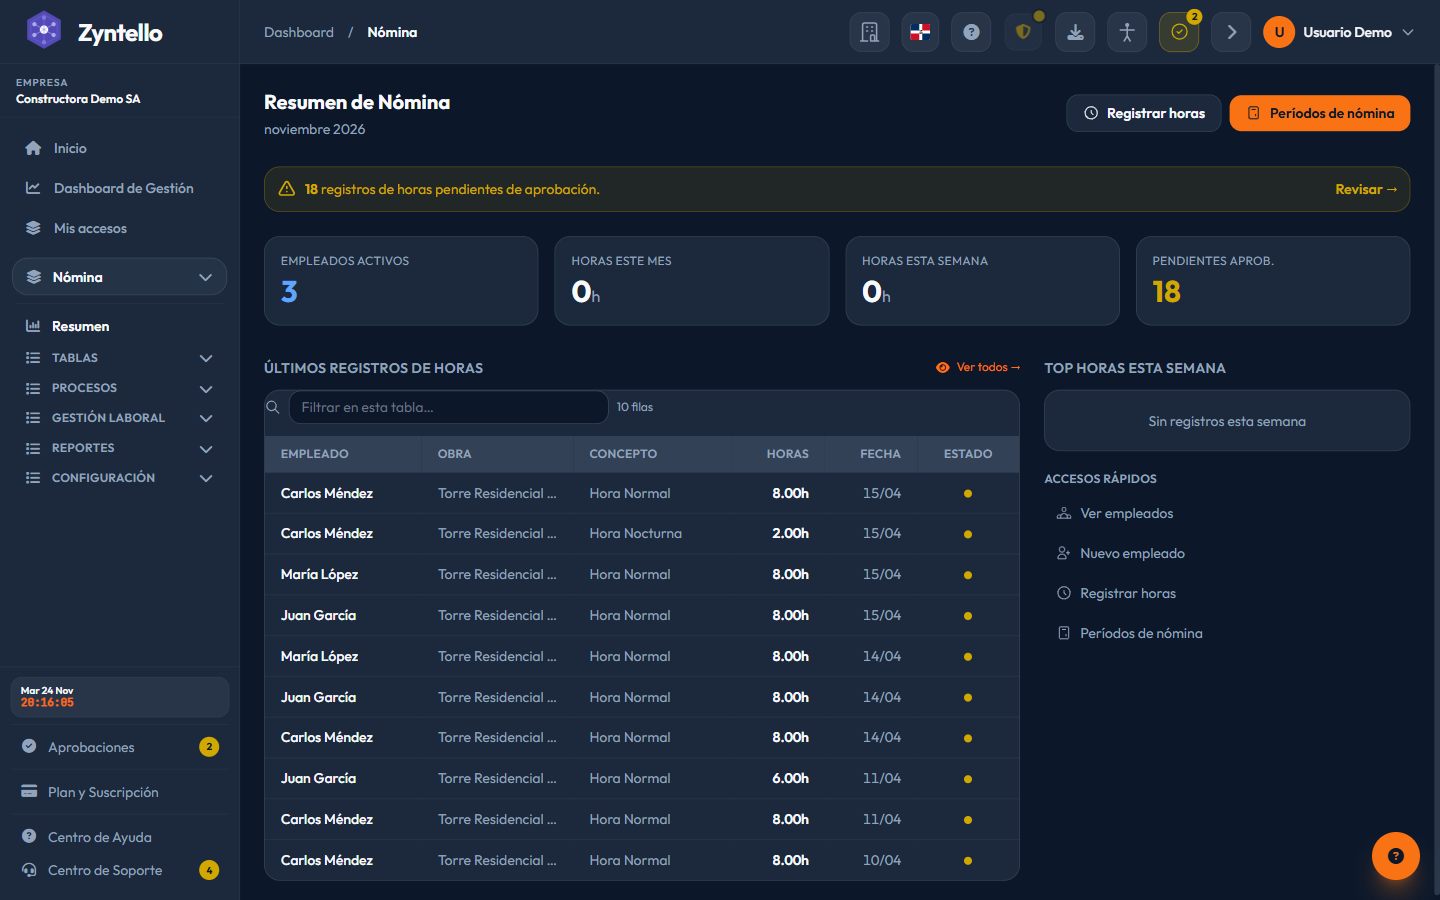 Zyntello
Dashboard / Nómina
2
U
Usuario Demo
EMPRESA
Constructora Demo SA
Inicio
Dashboard de Gestión
Mis accesos
Nómina
Resumen
TABLAS
PROCESOS
GESTIÓN LABORAL
REPORTES
CONFIGURACIÓN
Mar 24 Nov
20:16:05
Aprobaciones 2
Plan y Suscripción
Centro de Ayuda
Centro de Soporte 4
Resumen de Nómina
noviembre 2026
Registrar horas
Períodos de nómina
18 registros de horas pendientes de aprobación.
Revisar →
EMPLEADOS ACTIVOS
3
HORAS ESTE MES
0h
HORAS ESTA SEMANA
0h
PENDIENTES APROB.
18
ÚLTIMOS REGISTROS DE HORAS
Ver todos →
Filtrar en esta tabla...
10 filas
EMPLEADO OBRA CONCEPTO HORAS FECHA ESTADO
Carlos Méndez Torre Residencial ... Hora Normal 8.00h 15/04
Carlos Méndez Torre Residencial ... Hora Nocturna 2.00h 15/04
María López Torre Residencial ... Hora Normal 8.00h 15/04
Juan García Torre Residencial ... Hora Normal 8.00h 15/04
María López Torre Residencial ... Hora Normal 8.00h 14/04
Juan García Torre Residencial ... Hora Normal 8.00h 14/04
Carlos Méndez Torre Residencial ... Hora Normal 8.00h 14/04
Juan García Torre Residencial ... Hora Normal 6.00h 11/04
Carlos Méndez Torre Residencial ... Hora Normal 8.00h 11/04
Carlos Méndez Torre Residencial ... Hora Normal 8.00h 10/04
TOP HORAS ESTA SEMANA
Sin registros esta semana
ACCESOS RÁPIDOS
Ver empleados
Nuevo empleado
Registrar horas
Períodos de nómina